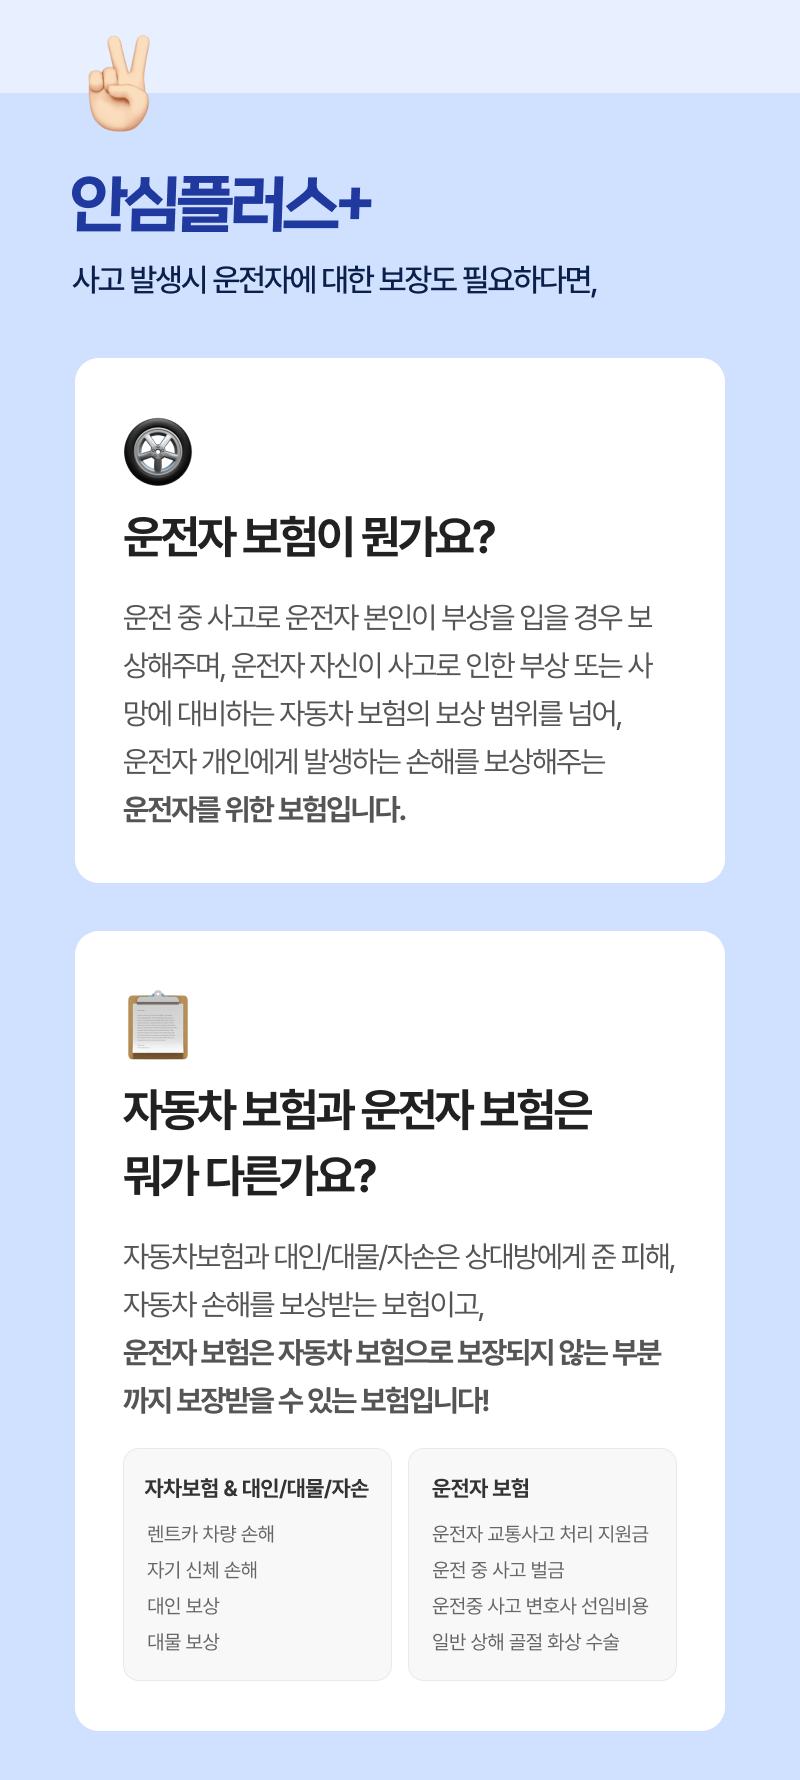 안심플러스+
사고 발생시 운전자에 대한 보장도 필요하다면,
운전자 보험이 뭔가요?
운전 중 사고로 운전자 본인이 부상을 입을 경우 보
상해주며, 운전자 자신이 사고로 인한 부상 또는 사
망에 대비하는 자동차 보험의 보상 범위를 넘어,
운전자 개인에게 발생하는 손해를 보상해주는
운전자를 위한 보험입니다.
자동차 보험과 운전자 보험은
뭐가 다른가요?
자동차보험과 대인/대물/자손은 상대방에게 준 피해,
자동차 손해를 보상받는 보험이고,
운전자 보험은 자동차 보험으로 보장되지 않는 부분
까지 보장받을 수 있는 보험입니다!
자차보험 & 대인/대물/자손
렌트카 차량 손해
자기 신체 손해
대인 보상
대물 보상
운전자 보험
운전자 교통사고 처리 지원금
운전 중 사고 벌금
운전중 사고 변호사 선임비용
일반 상해 골절 화상 수술